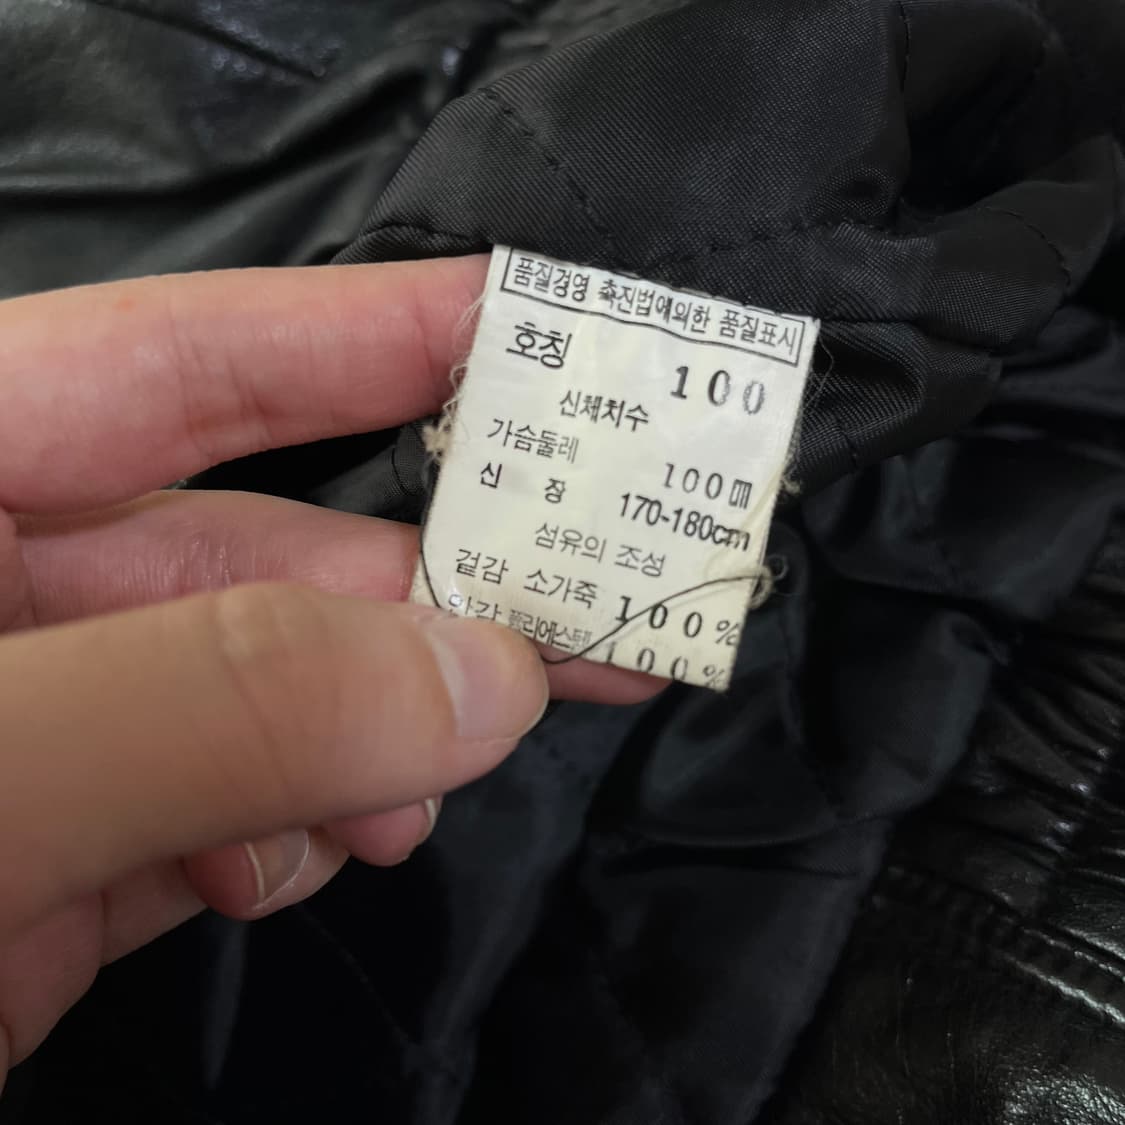 품질경영 촉진법에의한 품질표시
호칭 100
신체치수
가슴둘레 100㎝
신 장 170-180cm
섬유의 조성
겉감 소가죽 100%
안감 폴리에스텔 100%